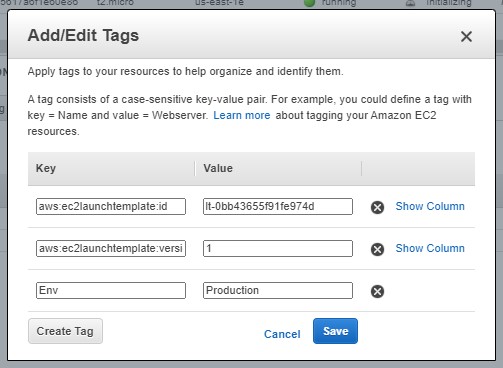 t2.micro us-east-1e running Initializing
Add/Edit Tags
Apply tags to your resources to help organize and identify them.
A tag consists of a case-sensitive key-value pair. For example, you could define a tag with
key = Name and value = Webserver. Learn more about tagging your Amazon EC2
resources.
Key Value
aws:ec2launchtemplate:id lt-0bb43655f91fe974d Show Column
aws:ec2launchtemplate:versi 1 Show Column
Env Production
Create Tag Cancel Save